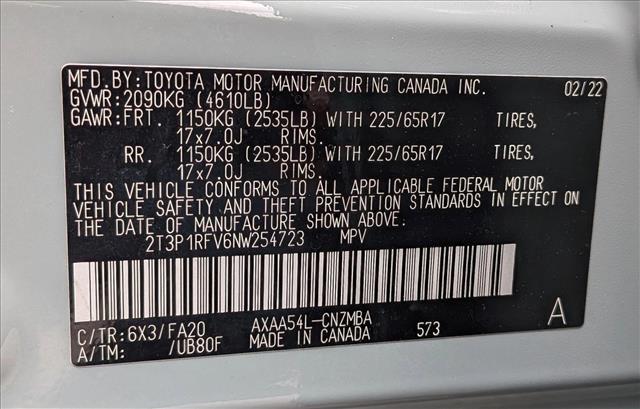 MFD.BY:TOYOTA MOTOR MANUFACTURING CANADA INC. 02/22
GVWR:2090KG (4610LB)
GAWR:FRT. 1150KG (2535LB) WITH 225/65R17 TIRES,
17x7.0J RIMS.
RR. 1150KG (2535LB) WITH 225/65R17 TIRES,
17x7.0J RIMS.
THIS VEHICLE CONFORMS TO ALL APPLICABLE FEDERAL MOTOR
VEHICLE SAFETY AND THEFT PREVENTION STANDARDS IN EFFECT ON
THE DATE OF MANUFACTURE SHOWN ABOVE.
2T3P1RFV6NW254723 MPV
C/TR:6X3/FA20 AXAA54L-CNZMBA A
A/TM: /UB80F MADE IN CANADA 573